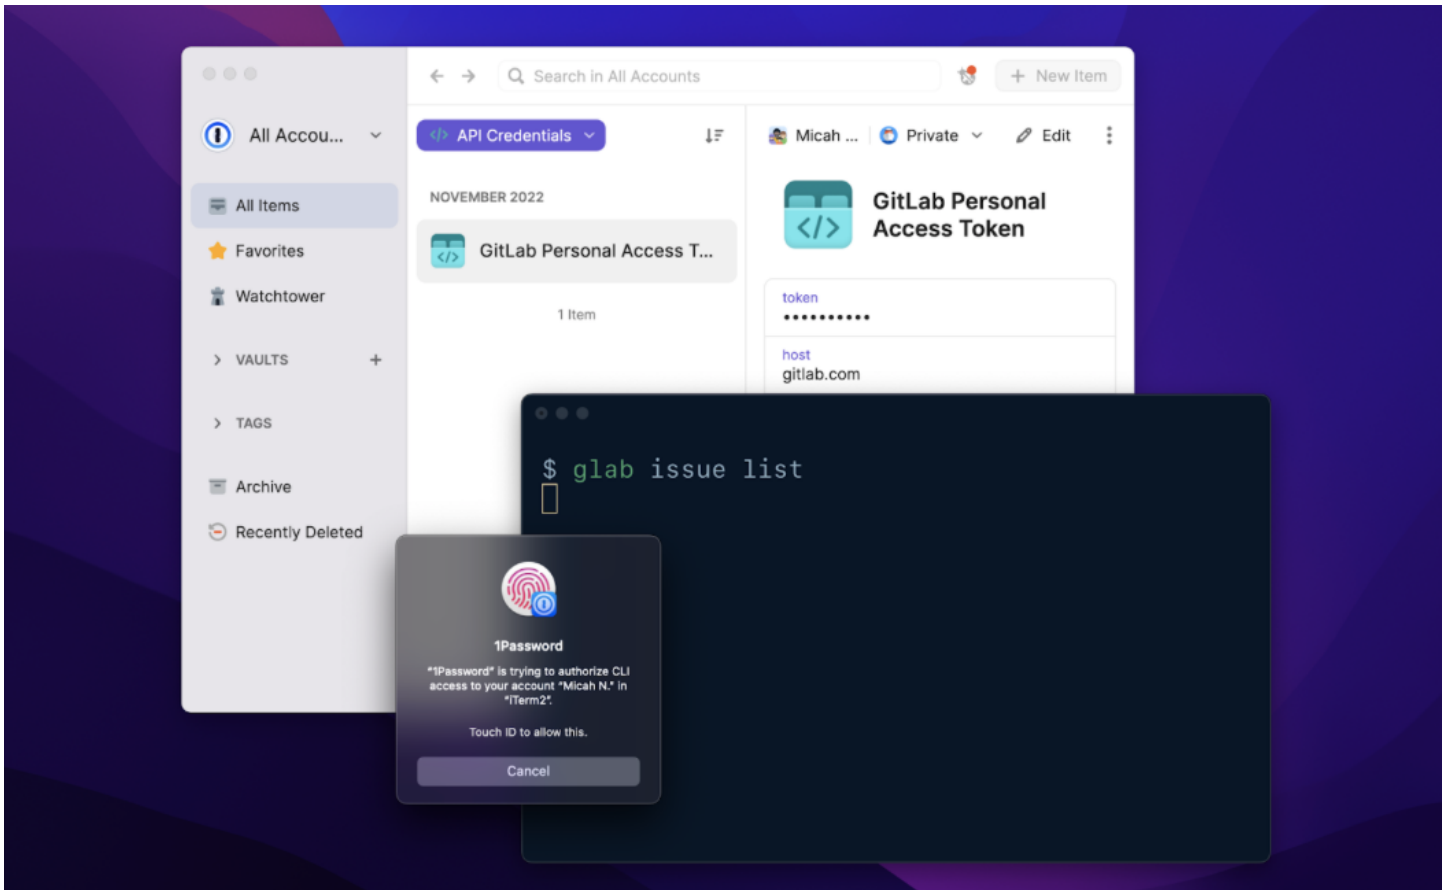 Search in All Accounts
+ New Item
All Accou...
All Items
Favorites
Watchtower
VAULTS +
TAGS
Archive
Recently Deleted
</> API Credentials
NOVEMBER 2022
</>
GitLab Personal Access T...
1 Item
Micah ...
Private
Edit
</>
GitLab Personal
Access Token
token
••••••••••
host
gitlab.com
$ glab issue list
1Password
"1Password" is trying to authorize CLI
access to your account "Micah N." in
"iTerm2".
Touch ID to allow this.
Cancel